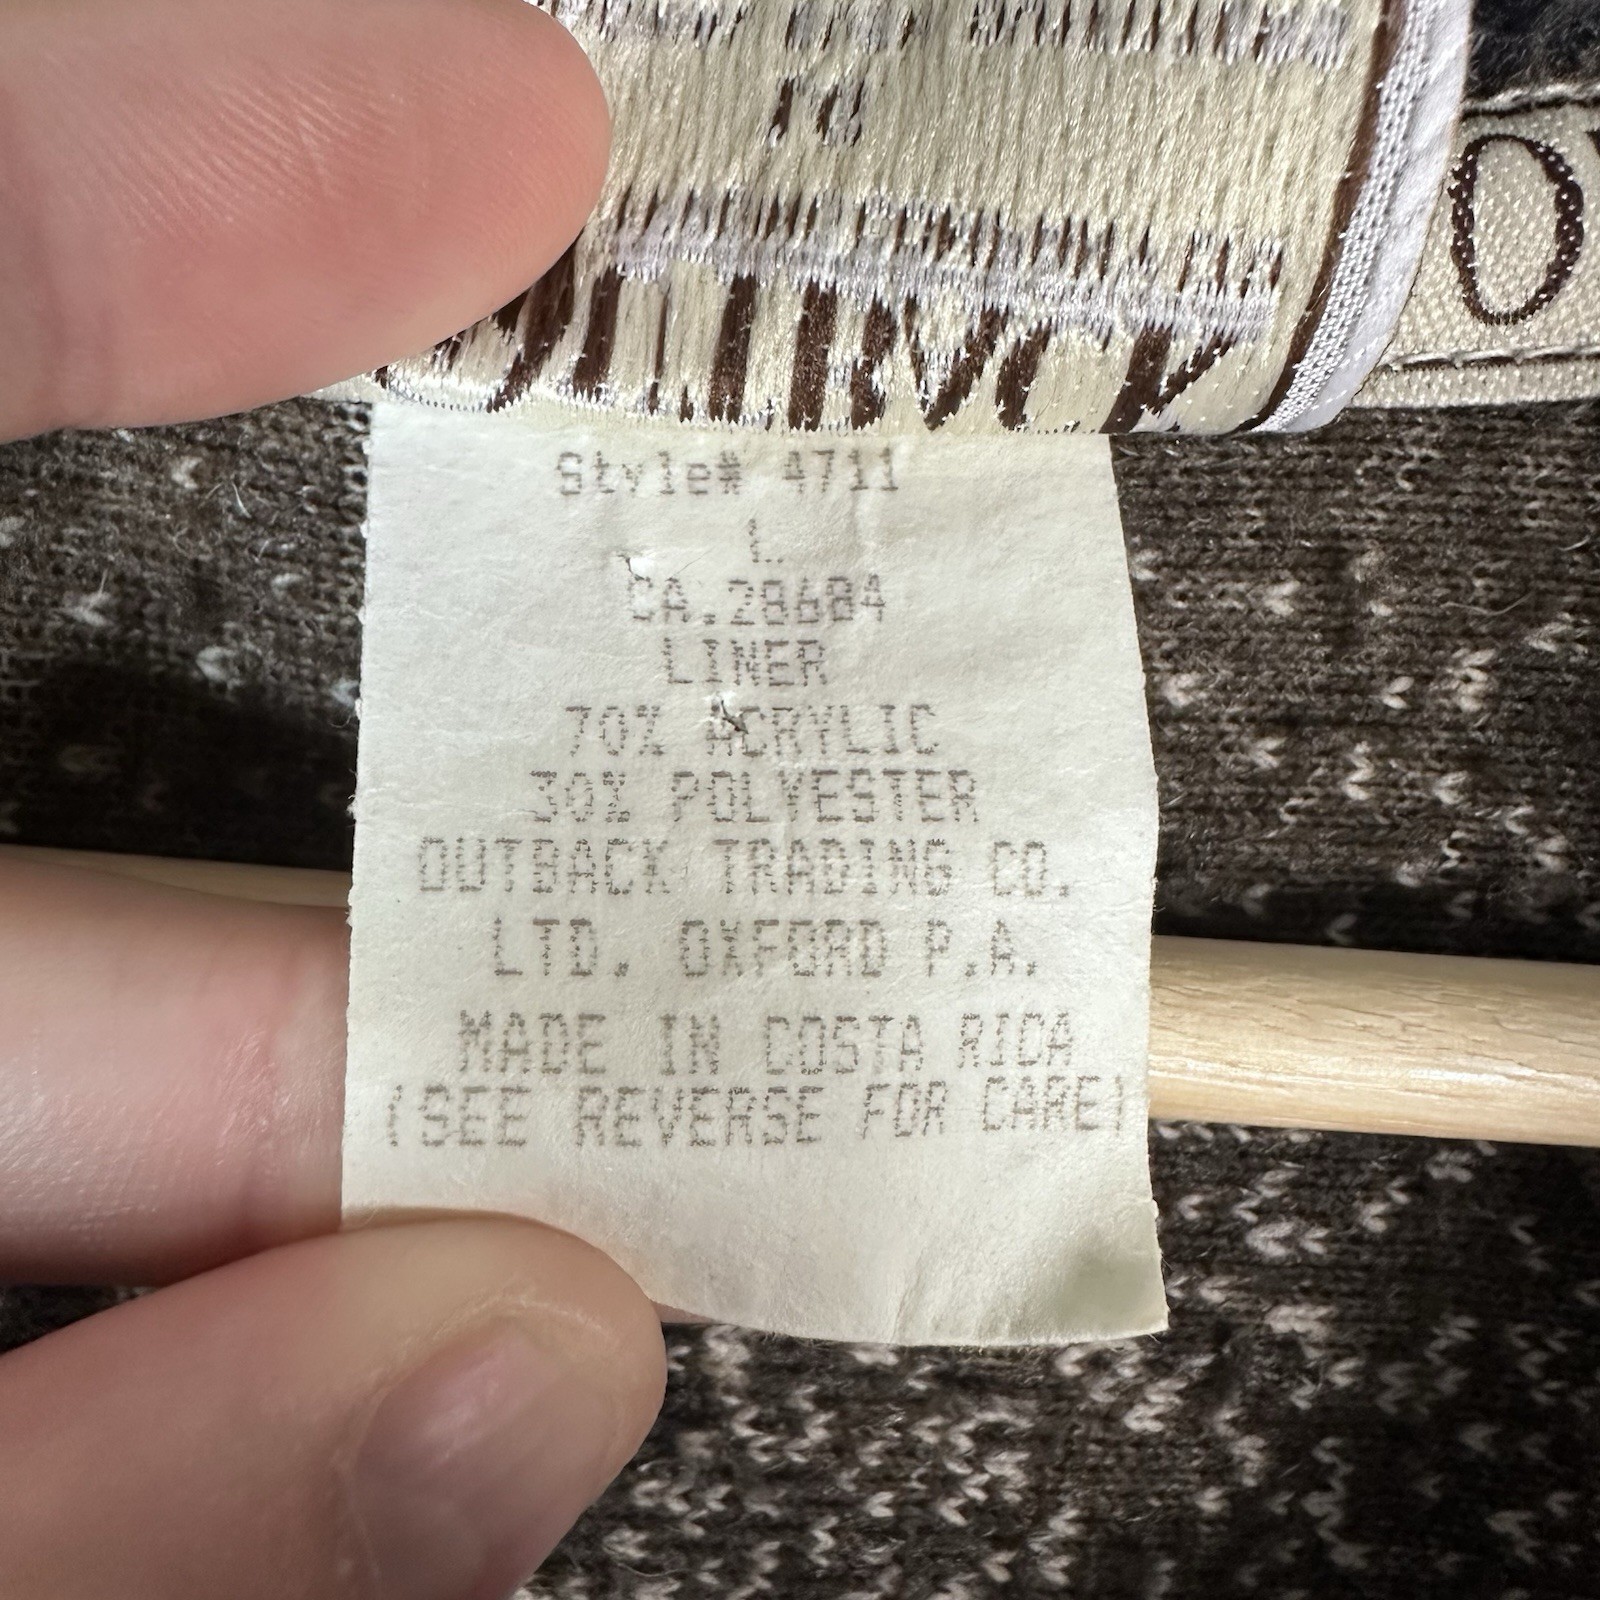 O
Style# 4711
L
CA.28684
LINER
70% ACRYLIC
30% POLYESTER
OUTBACK TRADING CO.
LTD. OXFORD P.A.
MADE IN COSTA RICA
(SEE REVERSE FOR CARE)